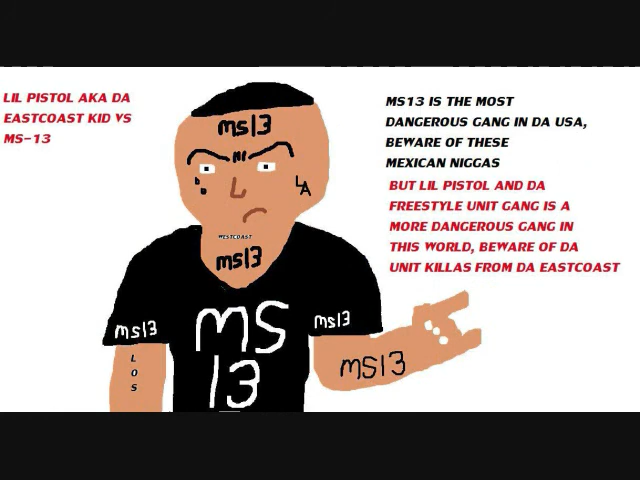 LIL PISTOL AKA DA
EASTCOAST KID VS
MS-13
MS13 IS THE MOST
DANGEROUS GANG IN DA USA,
BEWARE OF THESE
MEXICAN NIGGAS
BUT LIL PISTOL AND DA
FREESTYLE UNIT GANG IS A
MORE DANGEROUS GANG IN
THIS WORLD, BEWARE OF DA
UNIT KILLAS FROM DA EASTCOAST
ms13
LA
WESTCOAST
ms13
ms13
MS
13
ms13
LOS
MS13